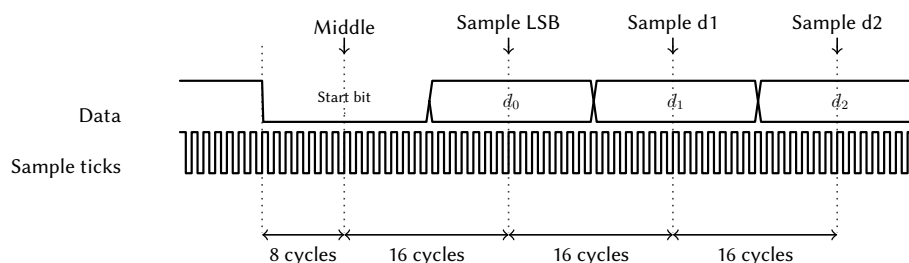 Middle Sample LSB Sample d1 Sample d2
Data Start bit d0 d1 d2
Sample ticks
8 cycles 16 cycles 16 cycles 16 cycles